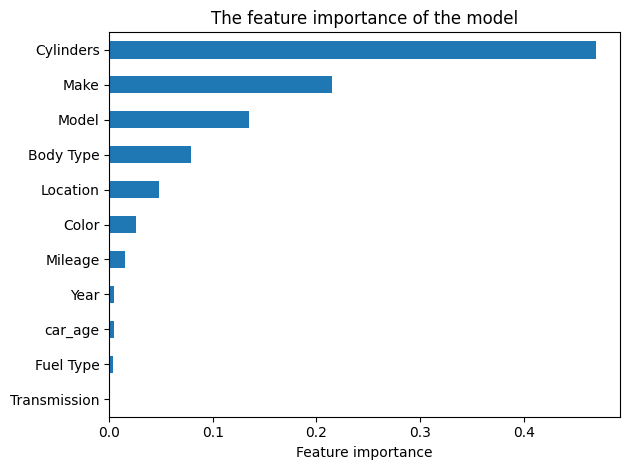 The feature importance of the model
Cylinders
Make
Model
Body Type
Location
Color
Mileage
Year
car_age
Fuel Type
Transmission
0.0 0.1 0.2 0.3 0.4
Feature importance